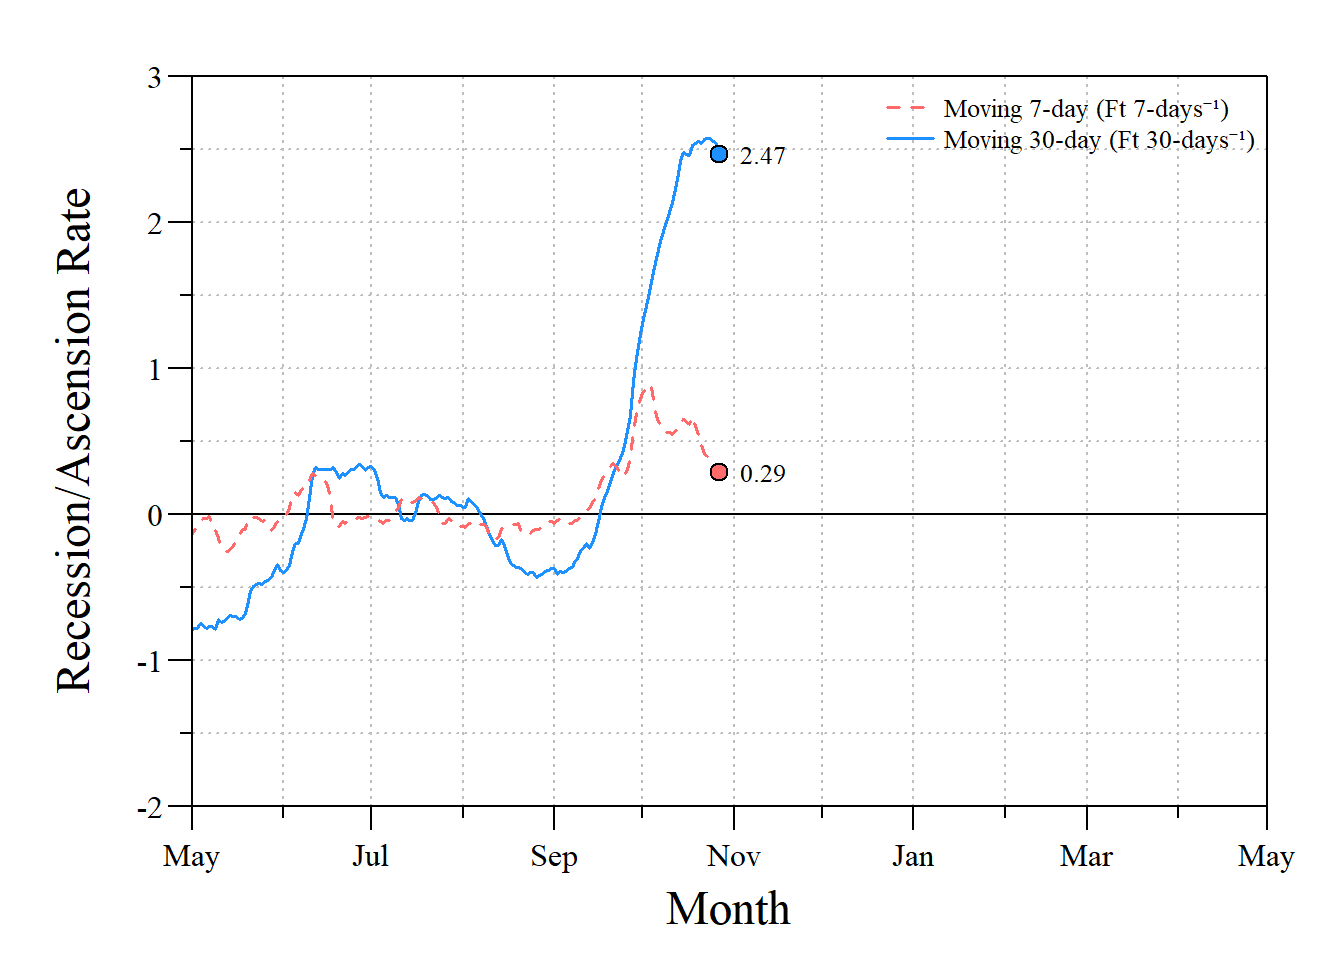 Recession/Ascension Rate
3
2
1
0
-1
-2
Moving 7-day (Ft 7-days⁻¹)
Moving 30-day (Ft 30-days⁻¹)
2.47
0.29
May Jul Sep Nov Jan Mar May
Month